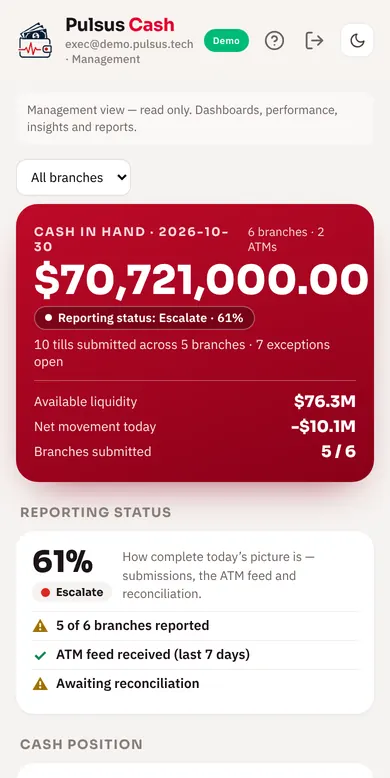 Pulsus Cash
exec@demo.pulsus.tech
· Management
Demo
Management view — read only. Dashboards, performance,
insights and reports.
All branches
CASH IN HAND · 2026-10-
30
6 branches · 2
ATMs
$70,721,000.00
Reporting status: Escalate · 61%
10 tills submitted across 5 branches · 7 exceptions
open
Available liquidity $76.3M
Net movement today -$10.1M
Branches submitted 5 / 6
REPORTING STATUS
61%
Escalate
How complete today's picture is —
submissions, the ATM feed and
reconciliation.
5 of 6 branches reported
ATM feed received (last 7 days)
Awaiting reconciliation
CASH POSITION